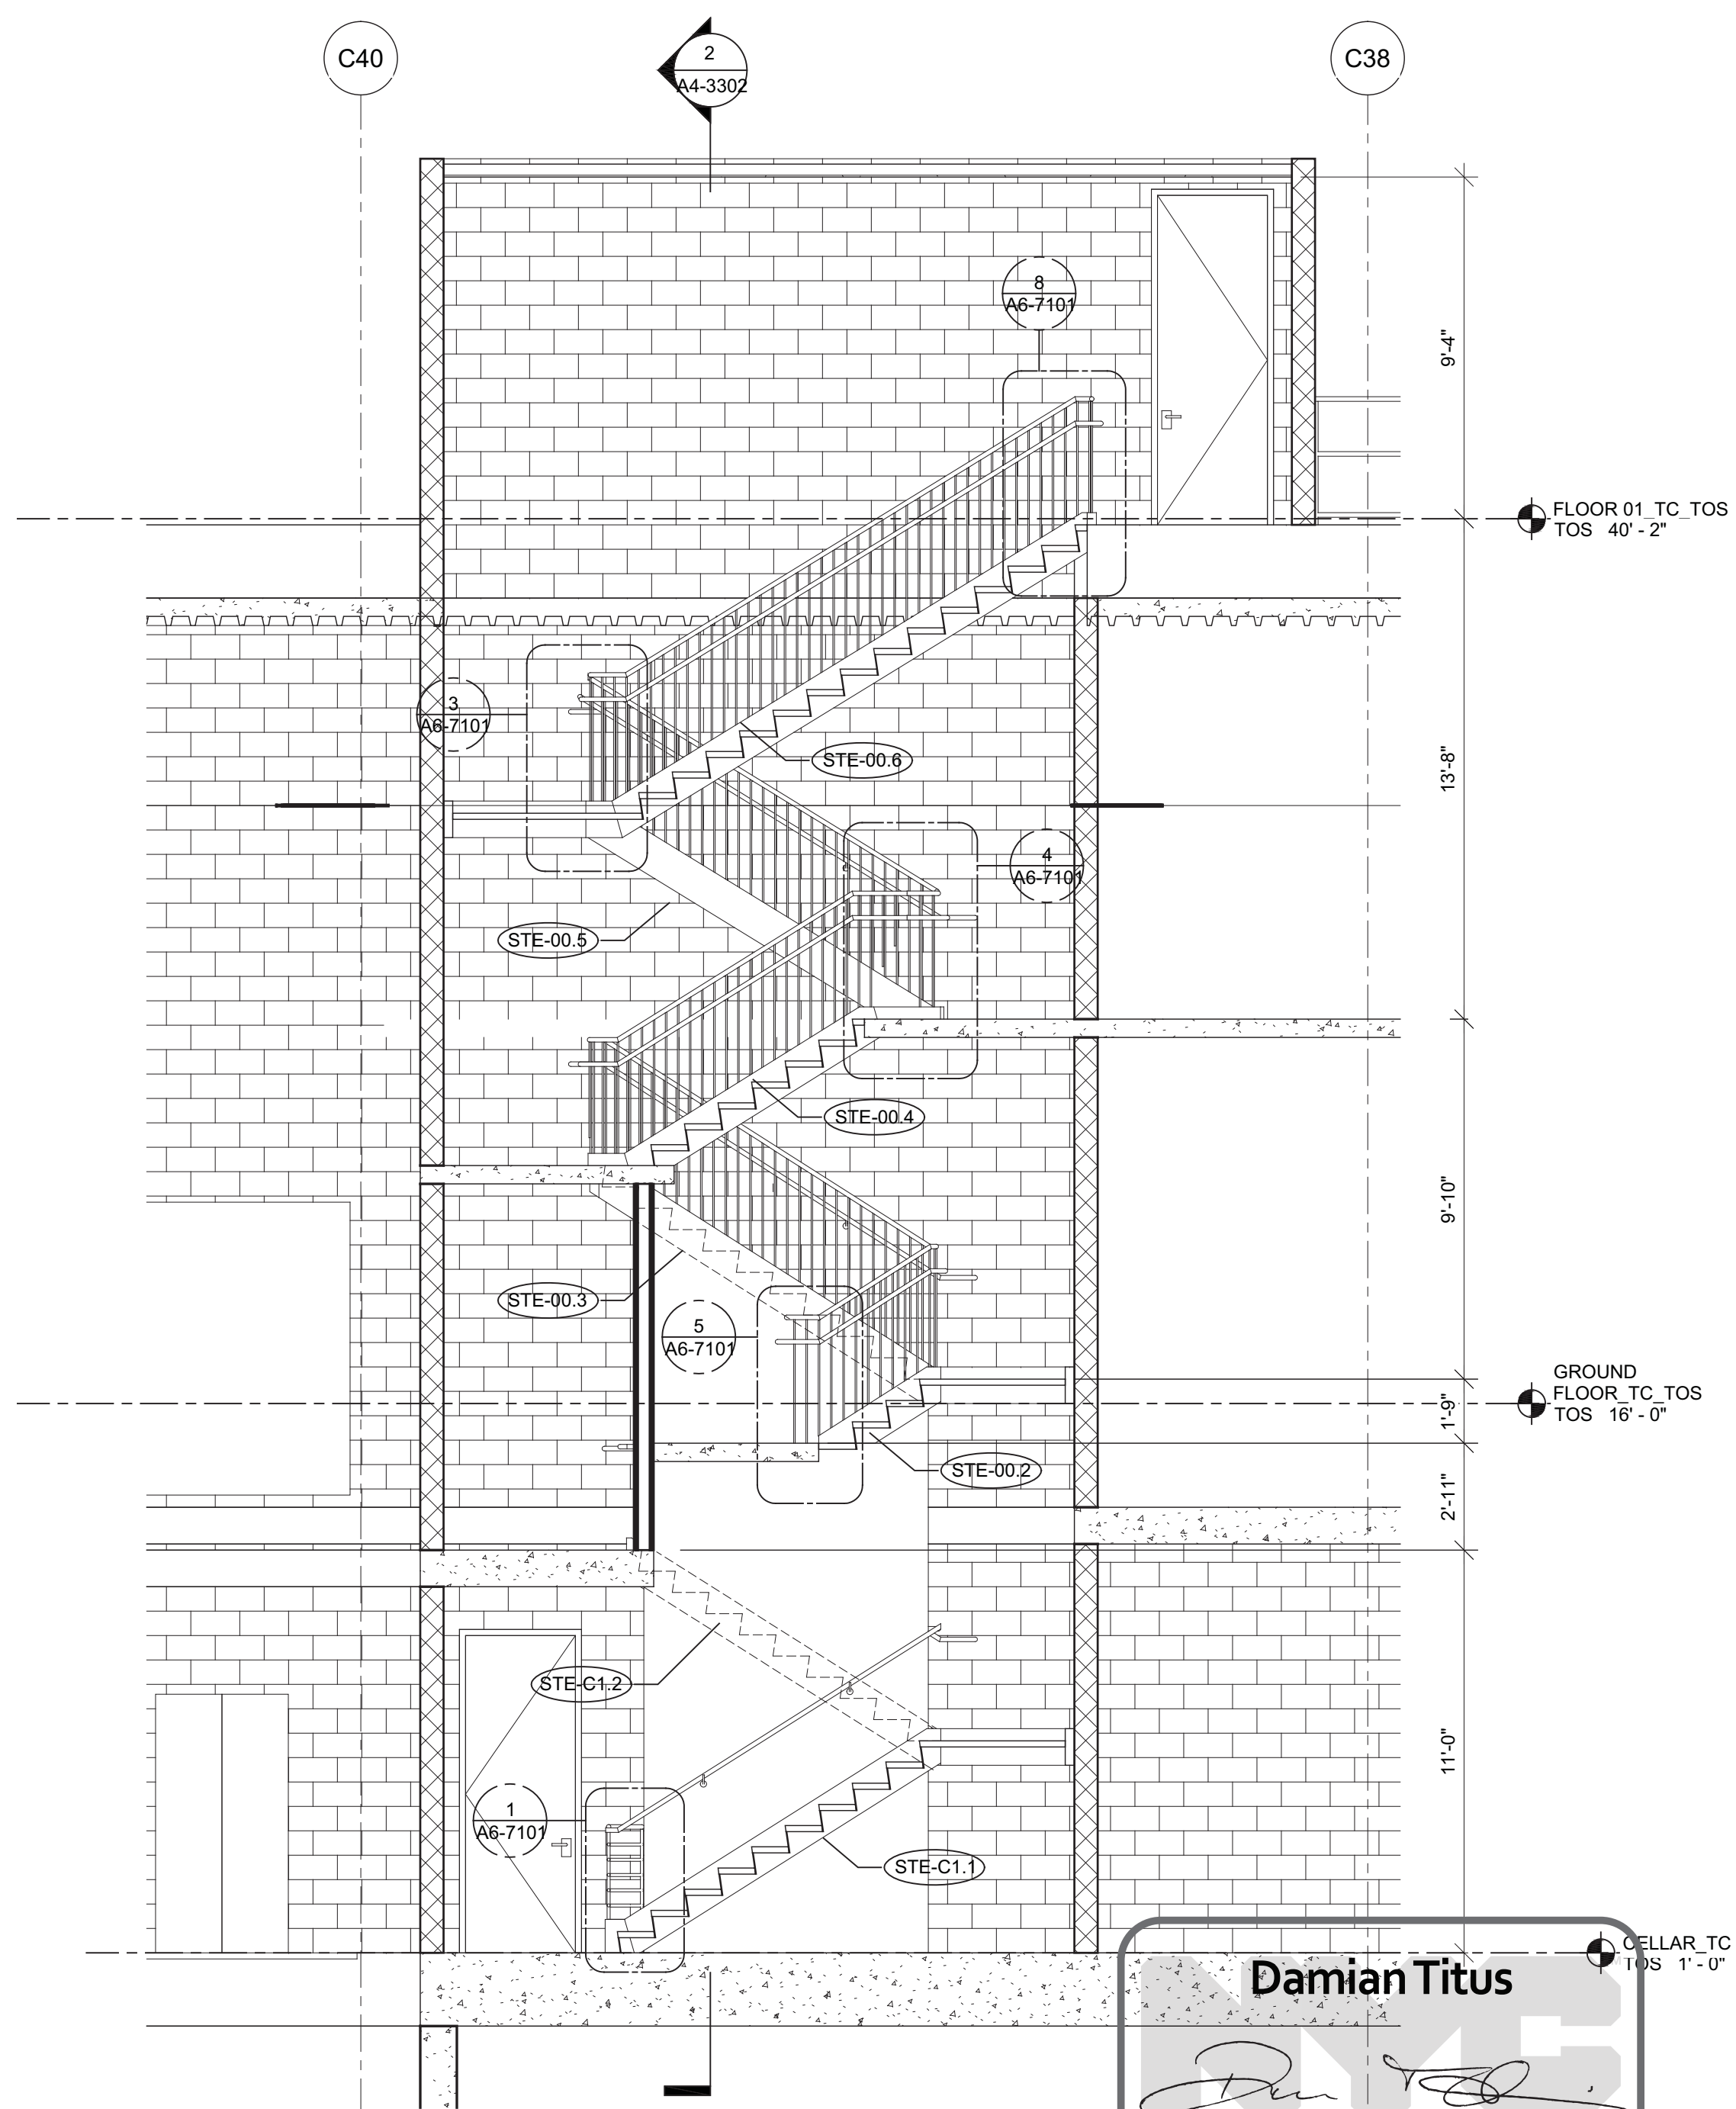 C40
2
A4-3302
C38
8
A6-7101
9'-4"
FLOOR 01_TC_TOS
TOS 40' - 2"
3
A6-7101
STE-00.6
13'-8"
4
A6-7101
STE-00.5
STE-00.4
9'-10"
STE-00.3
5
A6-7101
GROUND
FLOOR_TC_TOS
TOS 16' - 0"
1'-9"
STE-00.2
2'-11"
STE-C1.2
11'-0"
1
A6-7101
STE-C1.1
CELLAR_TC
TOS 1' - 0"
Damian Titus
NYC